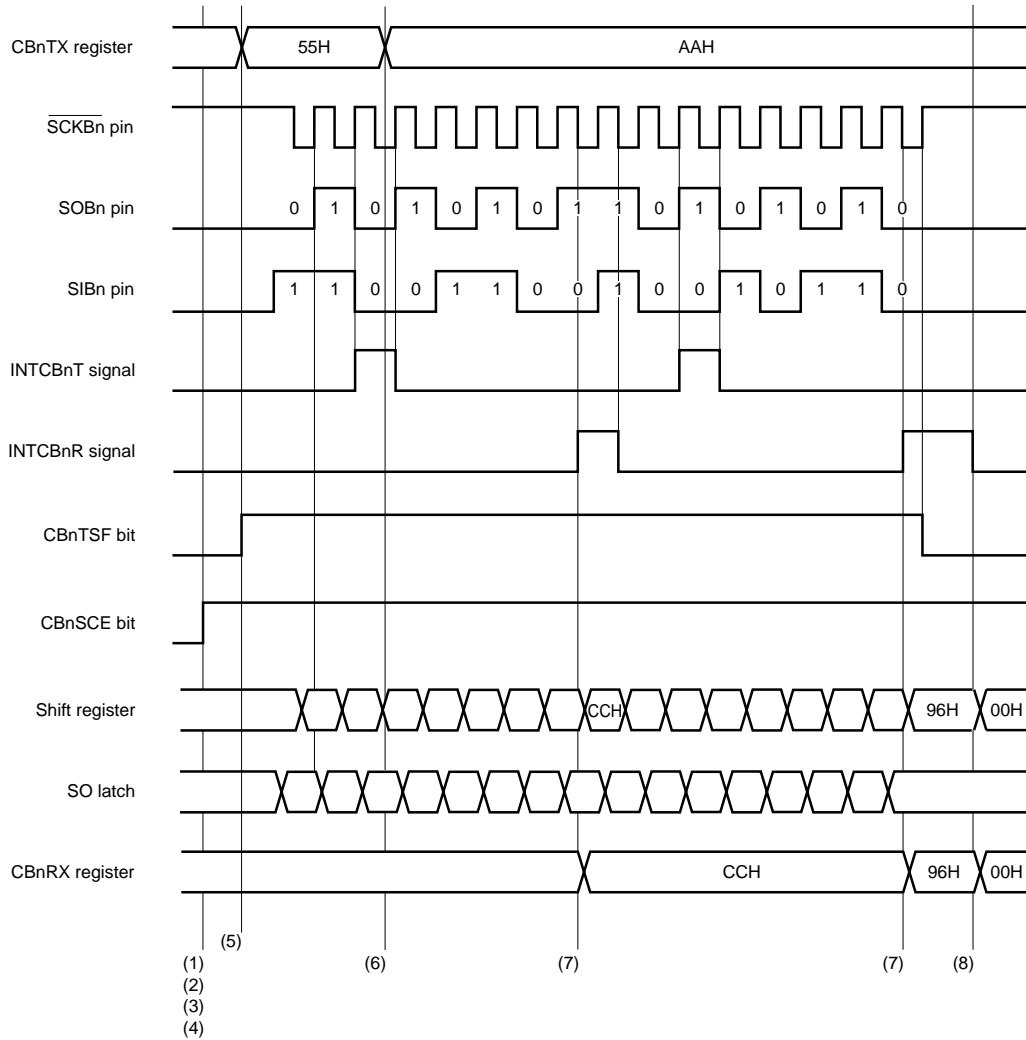 CBnTX register 55H AAH
SCKBn pin
SOBn pin 0 1 0 1 0 1 0 1 1 0 1 0 1 0 1 0
SIBn pin 1 1 0 0 1 1 0 0 1 0 0 1 0 1 1 0
INTCBnT signal
INTCBnR signal
CBnTSF bit
CBnSCE bit
Shift register CCH 96H 00H
SO latch
CBnRX register CCH 96H 00H
(5)
(1) (6) (7) (7) (8)
(2)
(3)
(4)